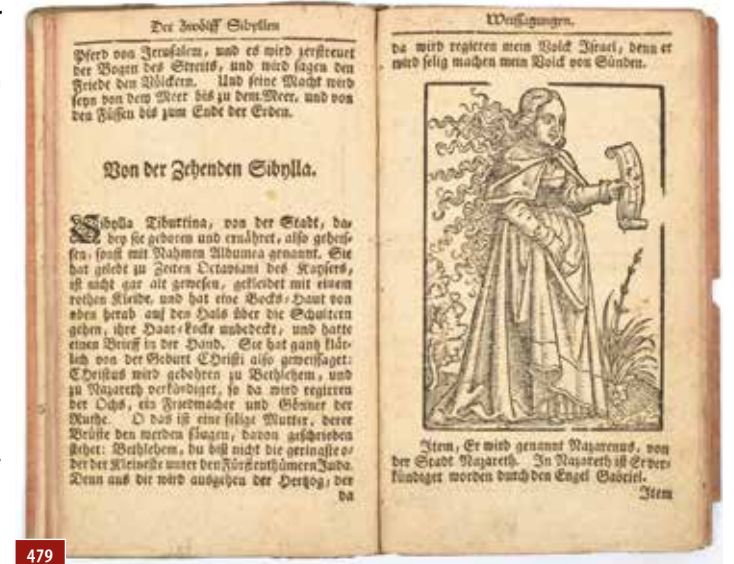 Der Zwölff Sibyllen
Pferd von Jerusalem, und es wird zerstreuet
der Bogen des Streits, und wird sagen den
Friede den Völckern. Und seine Macht wird
seyn von dem Meer bis zu dem Meer, und von
den Füssen bis zum Ende der Erden.
Von der Zehenden Sibylla.
Sibylla Tiburtina, von der Stadt, da-
bey sie geboren und ernähret, also geheis-
sen, sonst mit Nahmen Albumea genannt. Sie
hat gelebt zu Zeiten Octaviani des Kaysers,
ist nicht gar alt gewesen, gekleidet mit einem
rothen Kleide, und hat eine Bocks-Haut von
oben herab auf den Hals über die Schultern
gehen, ihre Haar-Locke unbedeckt, und hatte
einen Brieff in der Hand. Sie hat gantz klär-
lich von der Geburt CHristi also geweissaget:
CHristus wird gebohren zu Bethlehem, und
zu Nazareth verkündiget, so da wird regieren
der Ochs, ein Friedmacher und Gönner der
Ruthe. O das ist eine selige Mutter, derer
Brüste den werden säugen, davon geschrieben
stehet: Bethlehem, du bist nicht die geringste o-
der der Kleineste unter den Fürstenthümern Juda.
Denn aus dir wird ausgehen der Hertzog, der
da
Weissagungen.
da wird regieren mein Volck Israel, denn er
wird selig machen mein Volck von Sünden.
Item, Er wird genannt Nazarenus, von
der Stadt Nazareth. In Nazareth ist Er ver-
kündiget worden durch den Engel Gabriel.
Item
479